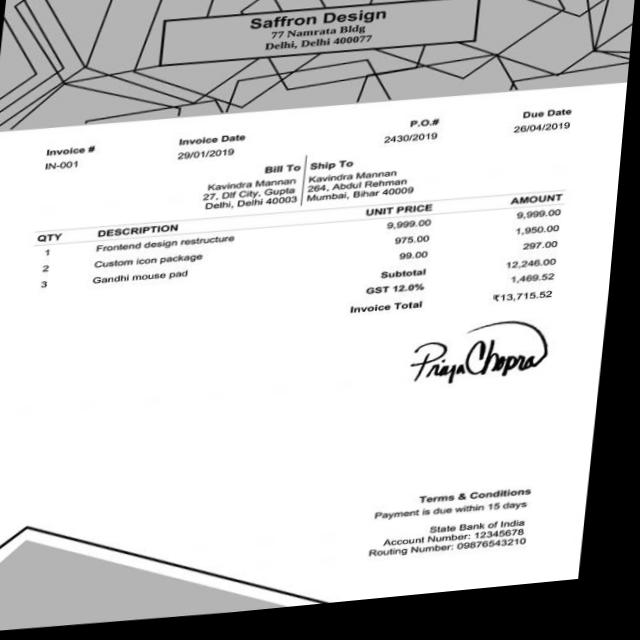 Saffron Design
77 Namrata Bldg
Delhi, Delhi 400077
Invoice # Invoice Date P.O.# Due Date
IN-001 29/01/2019 2430/2019 26/04/2019
Bill To Ship To
Kavindra Mannan Kavindra Mannan
27, Dlf City, Gupta 264, Abdul Rehman
Delhi, Delhi 40003 Mumbai, Bihar 40009
QTY DESCRIPTION UNIT PRICE AMOUNT
1 Frontend design restructure 9,999.00 9,999.00
2 Custom icon package 975.00 1,950.00
3 Gandhi mouse pad 99.00 297.00
Subtotal 12,246.00
GST 12.0% 1,469.52
Invoice Total ₹13,715.52
Priya Chopra
Terms & Conditions
Payment is due within 15 days
State Bank of India
Account Number: 12345678
Routing Number: 09876543210